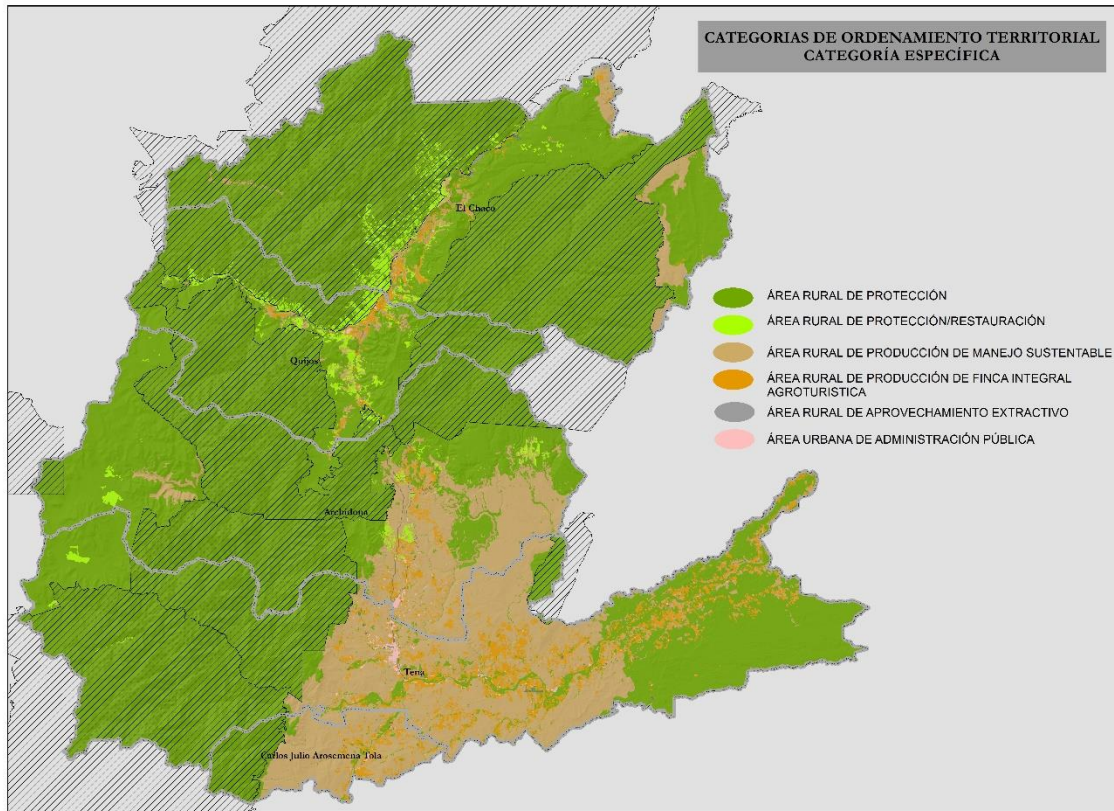 CATEGORIAS DE ORDENAMIENTO TERRITORIAL
CATEGORÍA ESPECÍFICA
El Chaco
ÁREA RURAL DE PROTECCIÓN
ÁREA RURAL DE PROTECCIÓN/RESTAURACIÓN
ÁREA RURAL DE PRODUCCIÓN DE MANEJO SUSTENTABLE
ÁREA RURAL DE PRODUCCIÓN DE FINCA INTEGRAL
AGROTURISTICA
ÁREA RURAL DE APROVECHAMIENTO EXTRACTIVO
ÁREA URBANA DE ADMINISTRACIÓN PÚBLICA
Quijos
Archidona
Tena
Carlos Julio Arosemena Tola